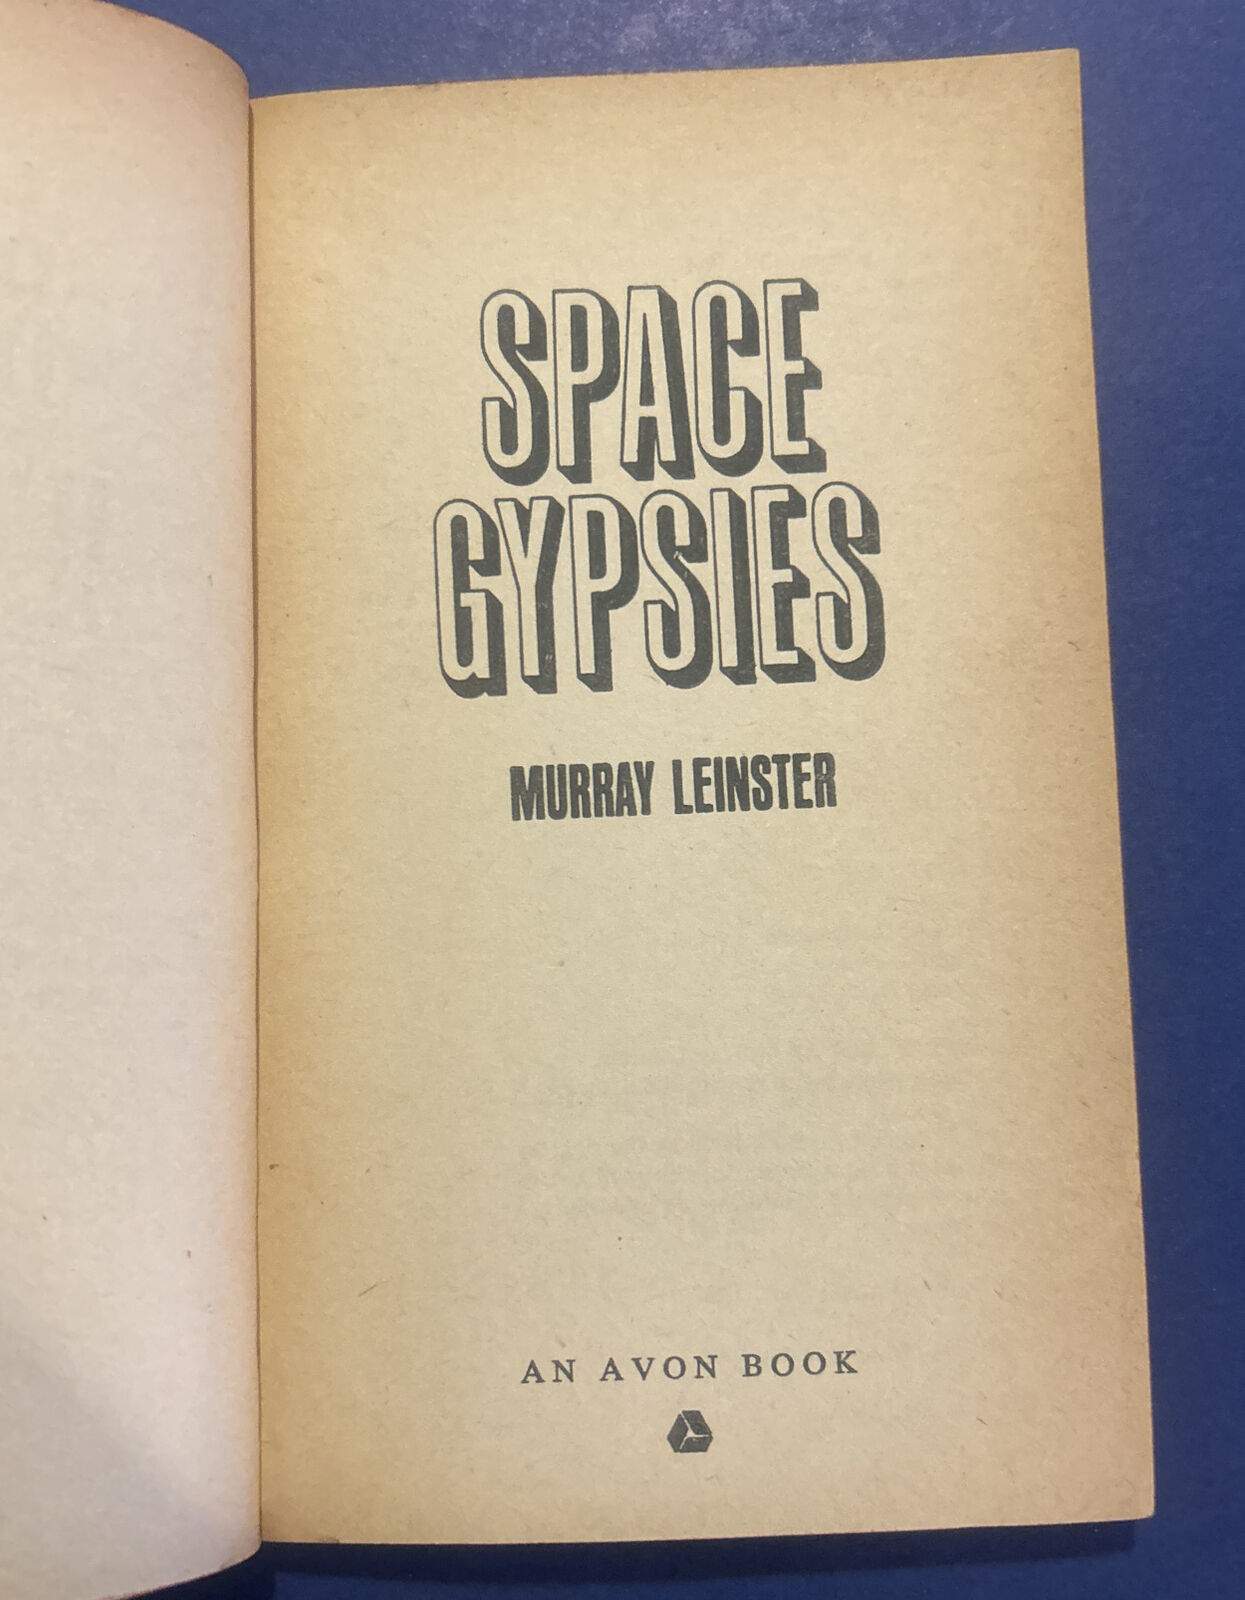 SPACE
GYPSIES
MURRAY LEINSTER
AN AVON BOOK